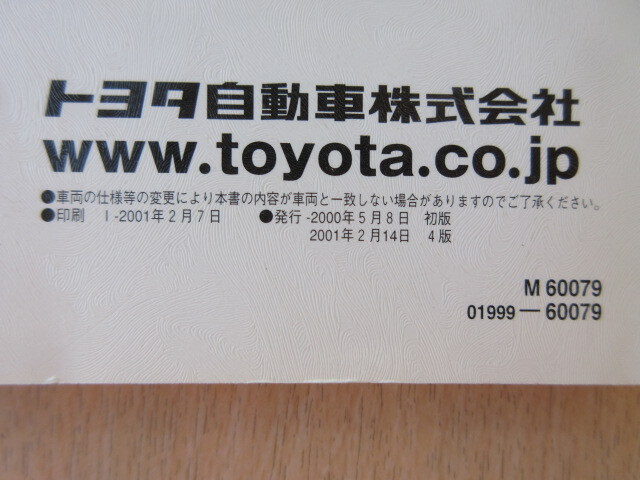 トヨタ自動車株式会社
www.toyota.co.jp
●車両の仕様等の変更により本書の内容が車両と一致しない場合がありますのでご了承ください。
●印刷 I-2001年2月7日 ●発行-2000年5月8日 初版
2001年2月14日 4版
M 60079
01999—60079